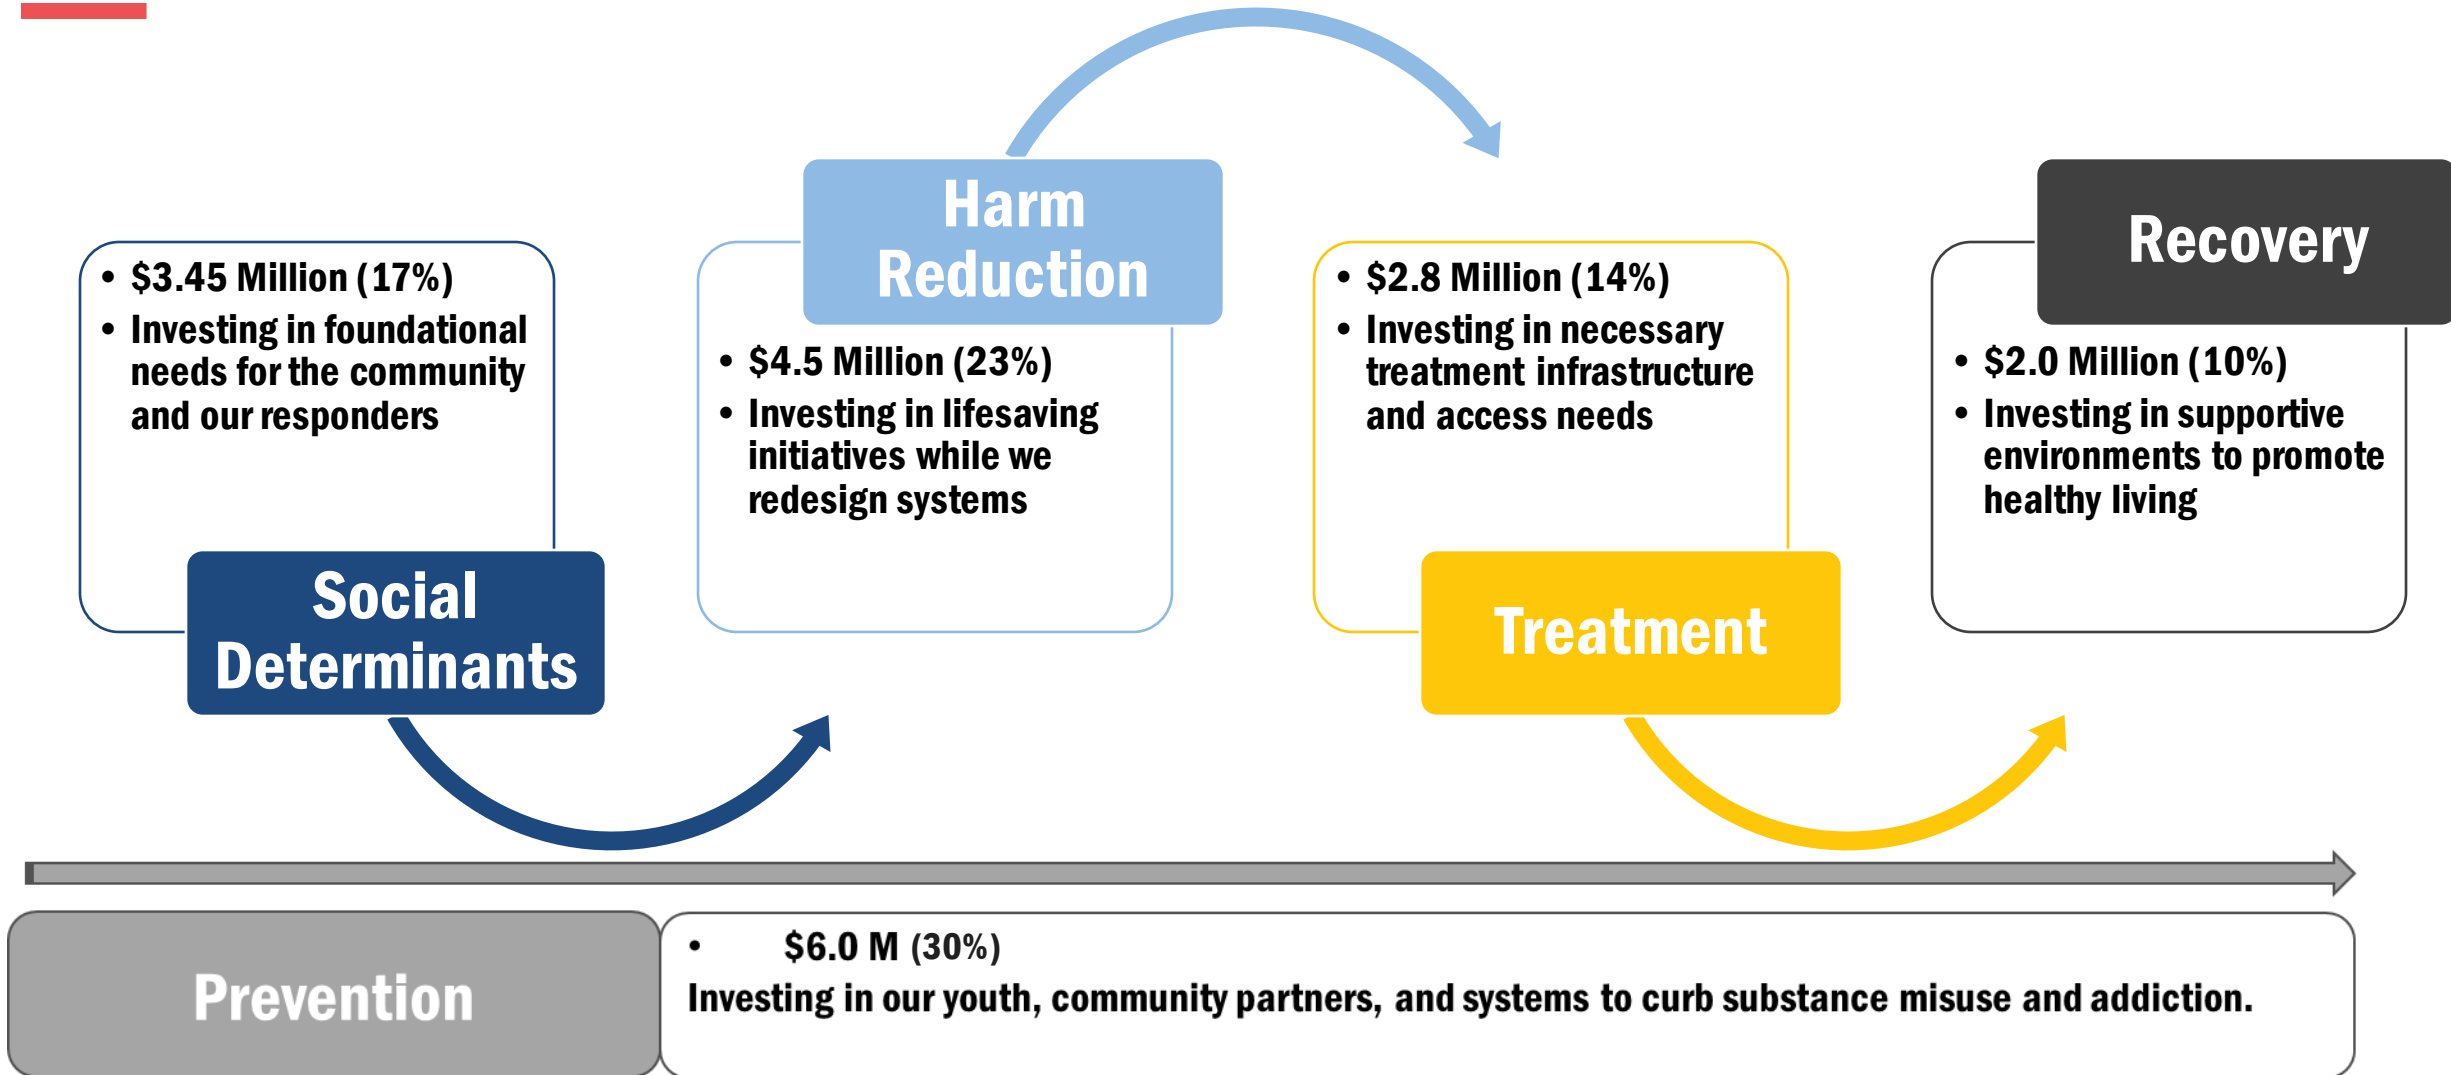 • $3.45 Million (17%)
• Investing in foundational
needs for the community
and our responders
Social
Determinants
Harm
Reduction
• $4.5 Million (23%)
• Investing in lifesaving
initiatives while we
redesign systems
• $2.8 Million (14%)
• Investing in necessary
treatment infrastructure
and access needs
Treatment
Recovery
• $2.0 Million (10%)
• Investing in supportive
environments to promote
healthy living
Prevention
• $6.0 M (30%)
Investing in our youth, community partners, and systems to curb substance misuse and addiction.